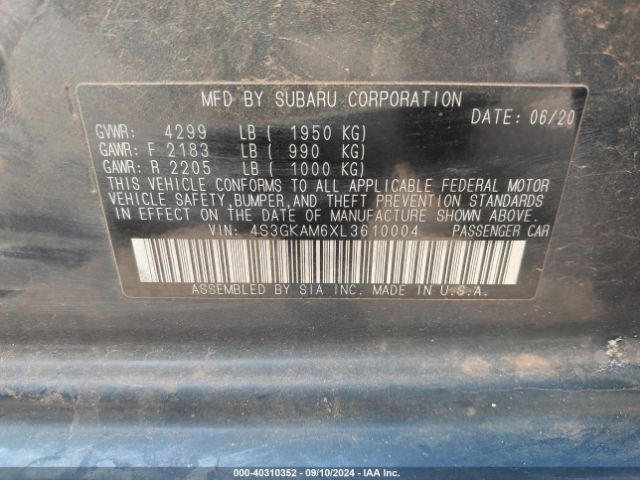 MFD BY SUBARU CORPORATION
DATE: 06/20
GVWR: 4299 LB ( 1950 KG)
GAWR: F 2183 LB ( 990 KG)
GAWR: R 2205 LB ( 1000 KG)
THIS VEHICLE CONFORMS TO ALL APPLICABLE FEDERAL MOTOR
VEHICLE SAFETY, BUMPER, AND THEFT PREVENTION STANDARDS
IN EFFECT ON THE DATE OF MANUFACTURE SHOWN ABOVE.
VIN: 4S3GKAM6XL3610004 PASSENGER CAR
ASSEMBLED BY SIA INC. MADE IN U.S.A.
000-40310352 - 09/10/2024 - IAA Inc.